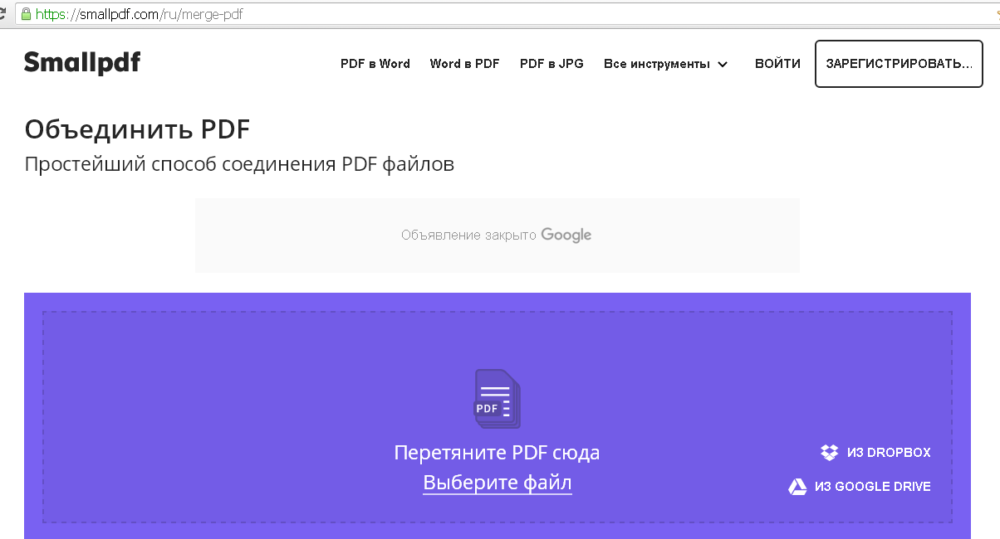 https://smallpdf.com/ru/merge-pdf
Smallpdf
PDF в Word
Word в PDF
PDF в JPG
Все инструменты
ВОЙТИ
ЗАРЕГИСТРИРОВАТЬ...
Объединить PDF
Простейший способ соединения PDF файлов
Объявление закрыто Google
PDF
Перетяните PDF сюда
Выберите файл
ИЗ DROPBOX
ИЗ GOOGLE DRIVE